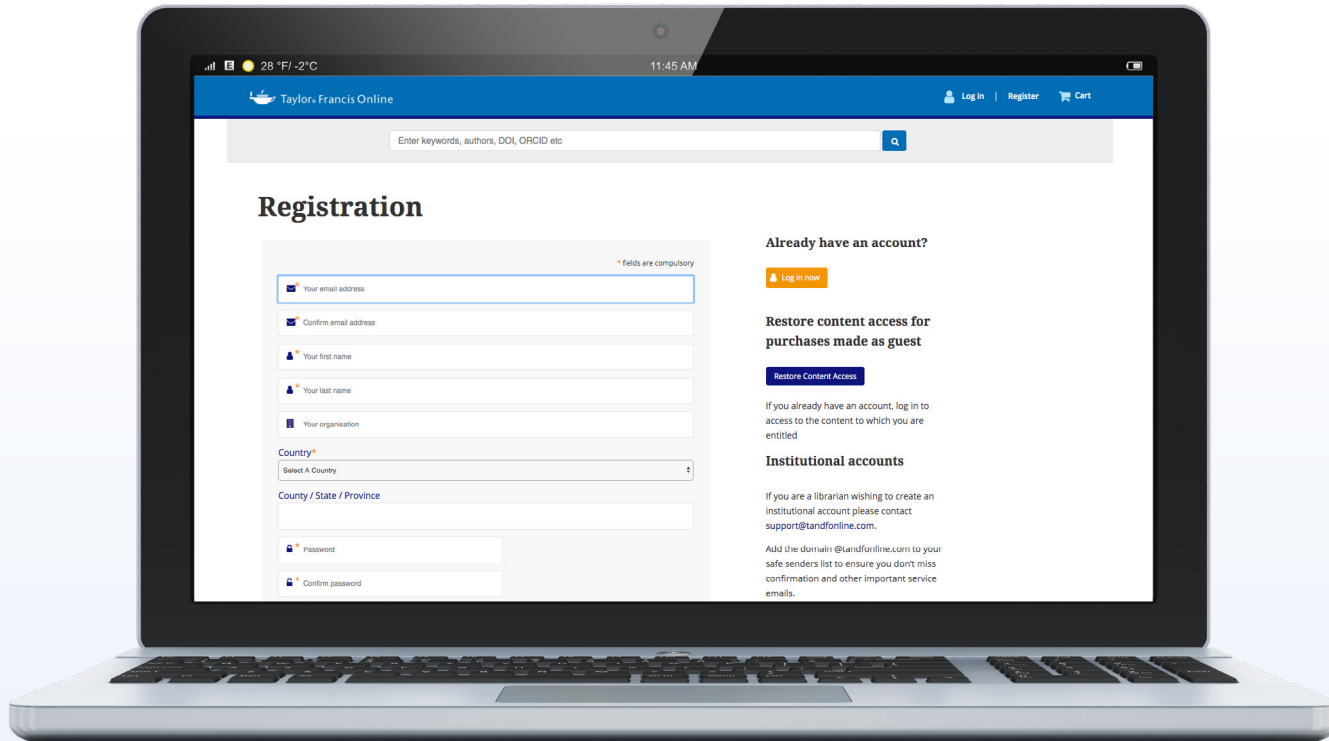 E 28 °F/ -2°C 11:45 AM
Taylor & Francis Online Log in | Register Cart
Enter keywords, authors, DOI, ORCID etc
Registration
* fields are compulsory
* Your email address
* Confirm email address
* Your first name
* Your last name
Your organisation
Country*
Select A Country
County / State / Province
* Password
* Confirm password
Already have an account?
Log in now
Restore content access for
purchases made as guest
Restore Content Access
If you already have an account, log in to
access to the content to which you are
entitled
Institutional accounts
If you are a librarian wishing to create an
institutional account please contact
support@tandfonline.com.
Add the domain @tandfonline.com to your
safe senders list to ensure you don't miss
confirmation and other important service
emails.